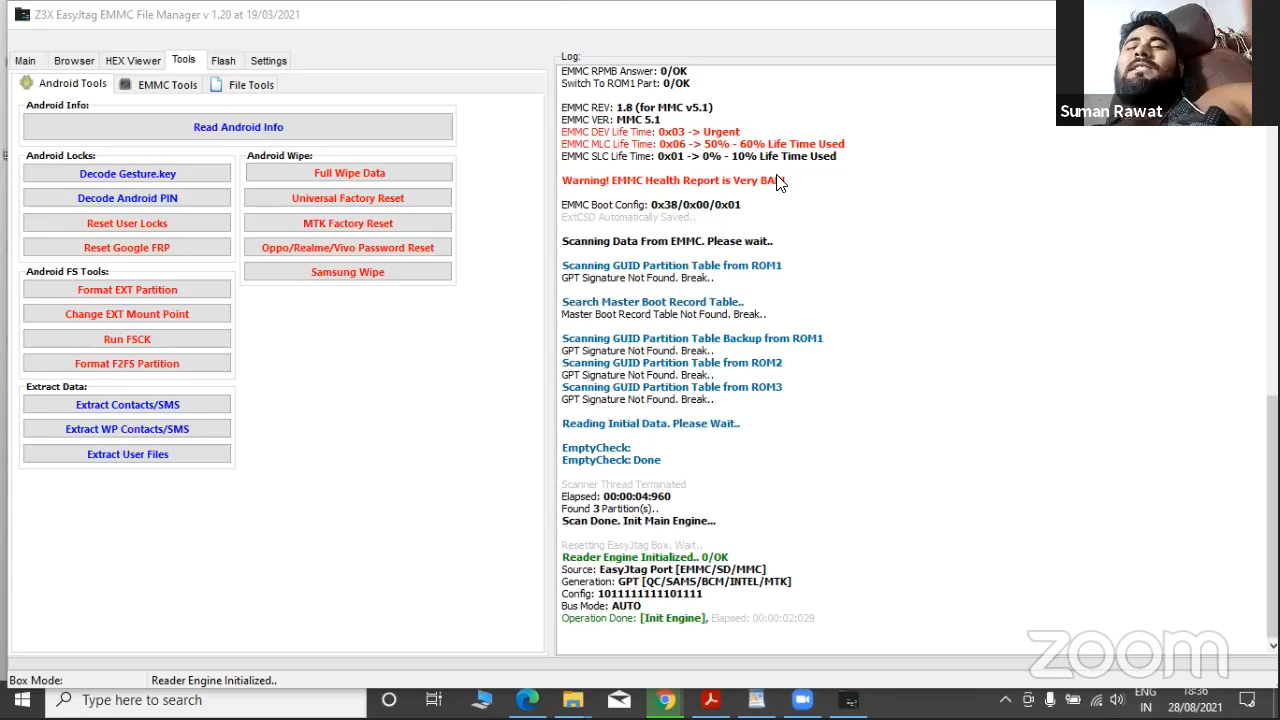 Z3X EasyJtag EMMC File Manager v 1.20 at 19/03/2021
Main Browser HEX Viewer Tools Flash Settings
Android Tools EMMC Tools File Tools
Android Info:
Read Android Info
Android Locks:
Decode Gesture.key
Decode Android PIN
Reset User Locks
Reset Google FRP
Android Wipe:
Full Wipe Data
Universal Factory Reset
MTK Factory Reset
Oppo/Realme/Vivo Password Reset
Samsung Wipe
Android FS Tools:
Format EXT Partition
Change EXT Mount Point
Run FSCK
Format F2FS Partition
Extract Data:
Extract Contacts/SMS
Extract WP Contacts/SMS
Extract User Files
Log:
EMMC RPMB Answer: 0/OK
Switch To ROM1 Part: 0/OK
EMMC REV: 1.8 (for MMC v5.1)
EMMC VER: MMC 5.1
EMMC DEV Life Time: 0x03 -> Urgent
EMMC MLC Life Time: 0x06 -> 50% - 60% Life Time Used
EMMC SLC Life Time: 0x01 -> 0% - 10% Life Time Used
Warning! EMMC Health Report is Very
EMMC Boot Config: 0x38/0x00/0x01
ExtCSD Automatically Saved..
Scanning Data From EMMC. Please wait..
Scanning GUID Partition Table from ROM1
GPT Signature Not Found. Break..
Search Master Boot Record Table..
Master Boot Record Table Not Found. Break..
Scanning GUID Partition Table Backup from ROM1
GPT Signature Not Found. Break..
Scanning GUID Partition Table from ROM2
GPT Signature Not Found. Break..
Scanning GUID Partition Table from ROM3
GPT Signature Not Found. Break..
Reading Initial Data. Please Wait..
EmptyCheck:
EmptyCheck: Done
Scanner Thread Terminated
Elapsed: 00:00:04:960
Found 3 Partition(s)..
Scan Done. Init Main Engine...
Resetting EasyJtag Box. Wait..
Reader Engine Initialized.. 0/OK
Source: EasyJtag Port [EMMC/SD/MMC]
Generation: GPT [QC/SAMS/BCM/INTEL/MTK]
Config: 1011111111101111
Bus Mode: AUTO
Operation Done: [Init Engine], Elapsed: 00:00:02:029
Suman Rawat
zoom
Box Mode: Reader Engine Initialized..
Type here to search
ENG
IN
18:36
28/08/2021